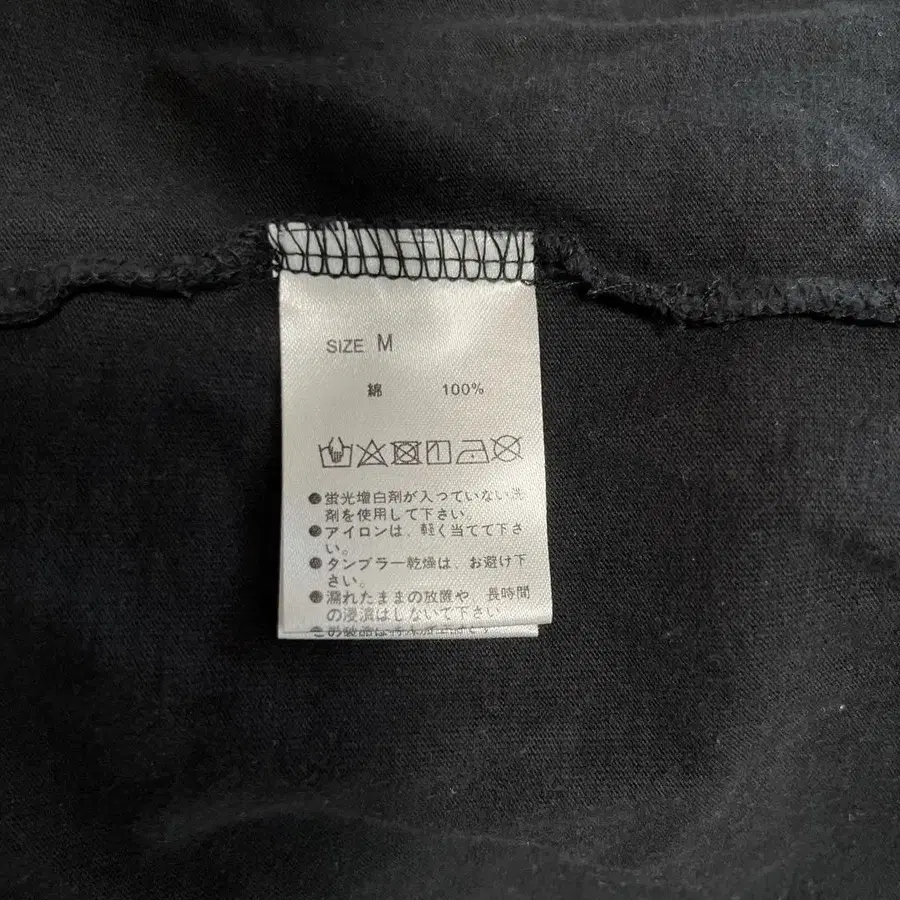 SIZE M
綿 100%
●蛍光増白剤が入っていない洗
剤を使用して下さい。
●アイロンは、軽く当てて下さ
い。
●タンブラー乾燥は、お避け下
さい。
●濡れたままの放置や、長時間
の浸漬はしないで下さい